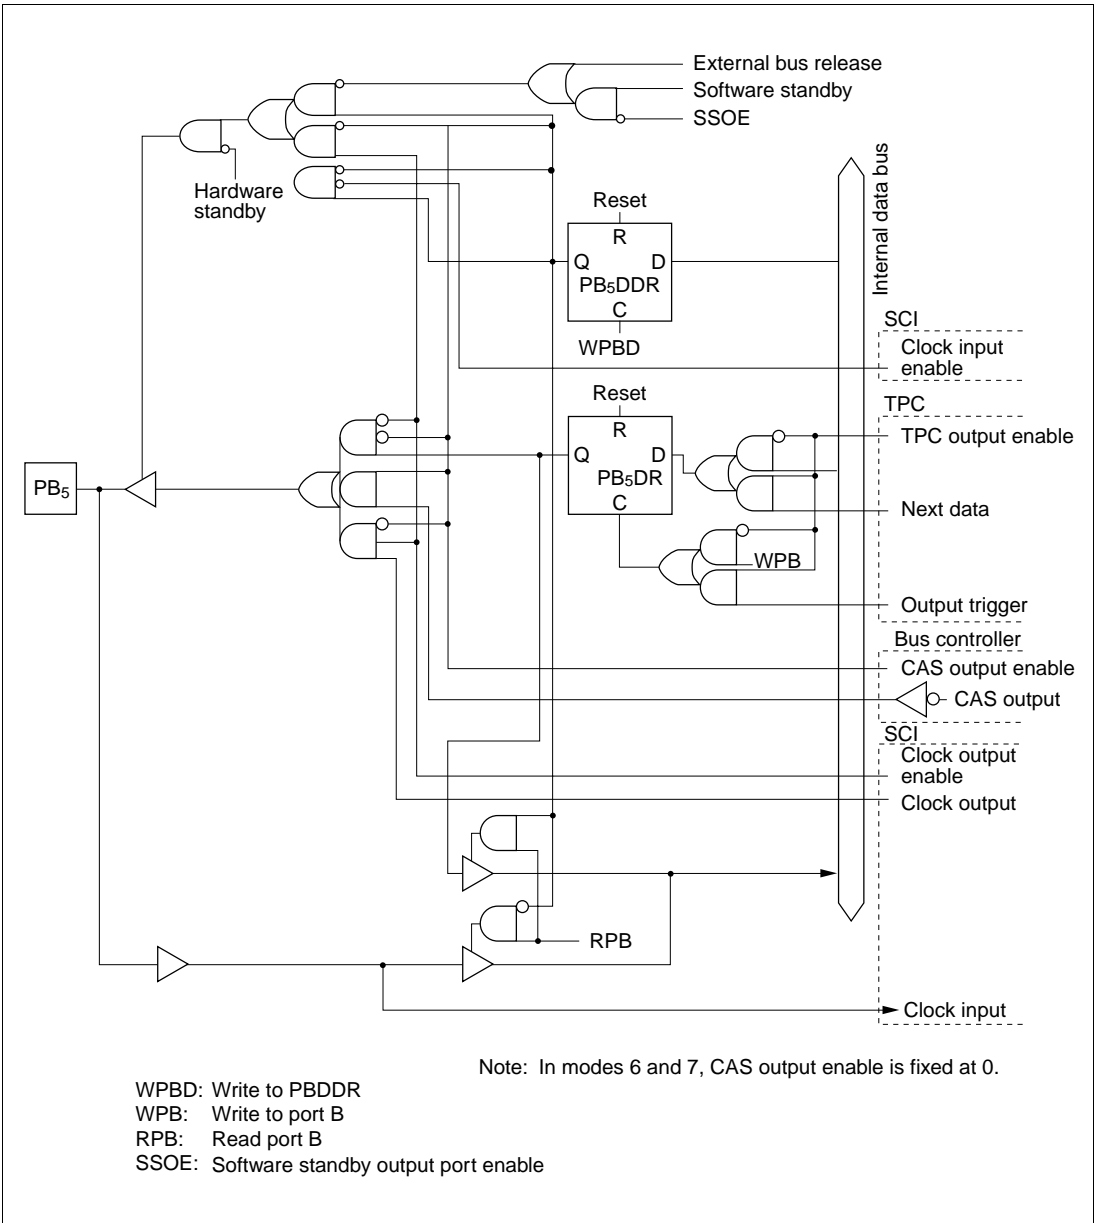 External bus release
Software standby
SSOE
Hardware
standby
Internal data bus
Reset
R
Q D
PB5DDR
C
WPBD
SCI
Clock input
enable
Reset
R
Q D
PB5DR
C
TPC
TPC output enable
Next data
WPB
Output trigger
PB5
Bus controller
CAS output enable
CAS output
SCI
Clock output
enable
Clock output
RPB
Clock input
Note: In modes 6 and 7, CAS output enable is fixed at 0.
WPBD: Write to PBDDR
WPB: Write to port B
RPB: Read port B
SSOE: Software standby output port enable